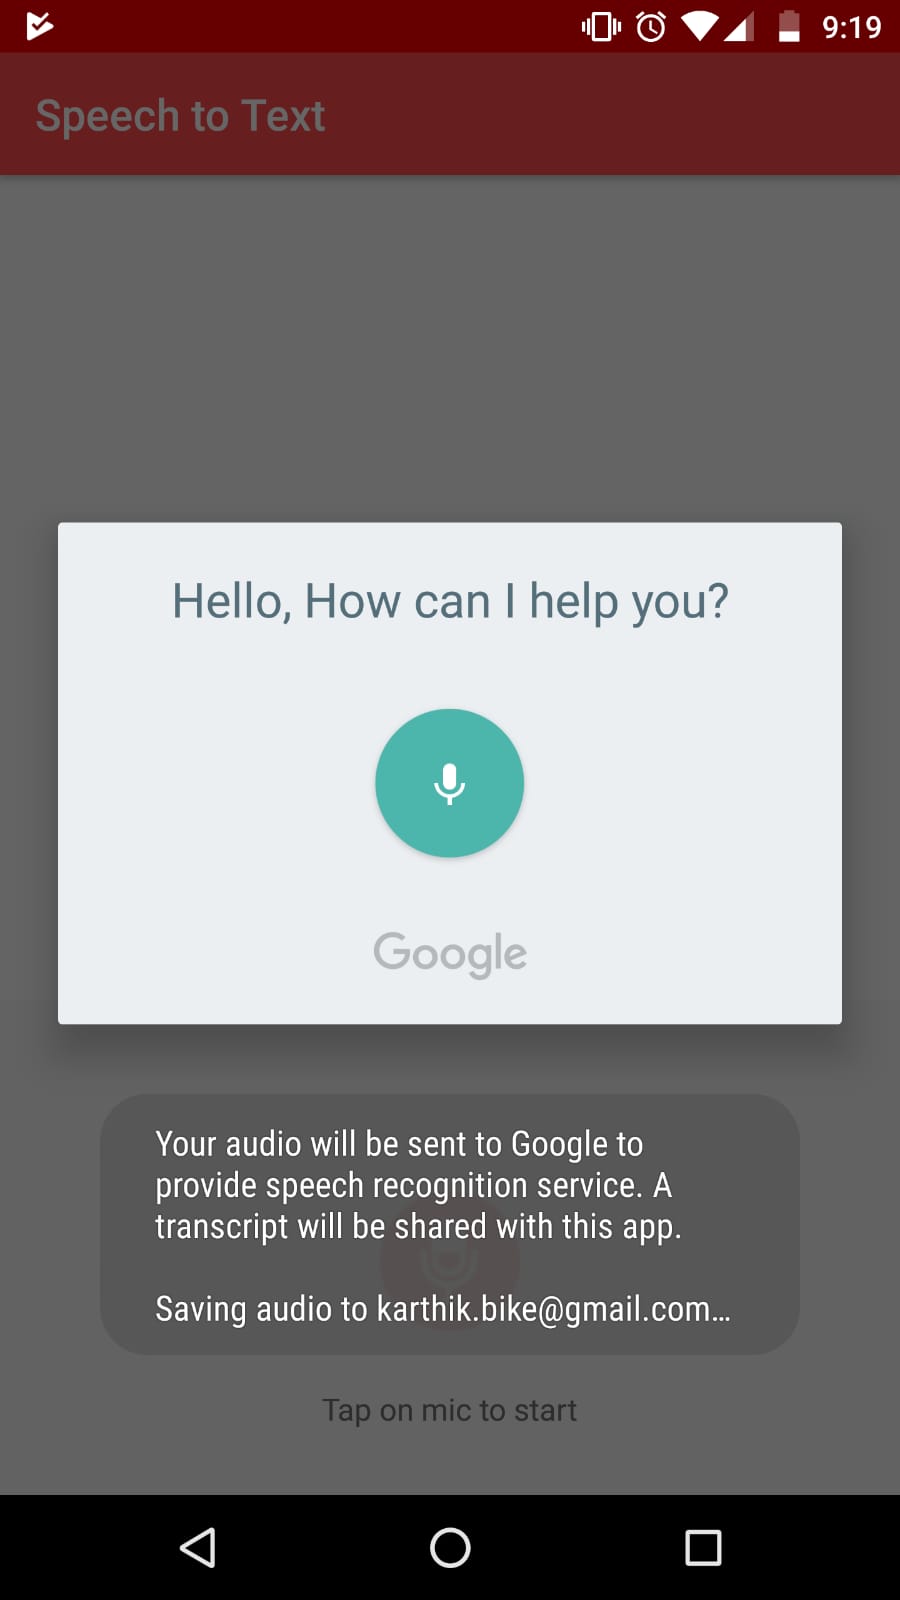 9:19
Speech to Text
Hello, How can I help you?
Google
Your audio will be sent to Google to
provide speech recognition service. A
transcript will be shared with this app.
Saving audio to karthik.bike@gmail.com…
Tap on mic to start